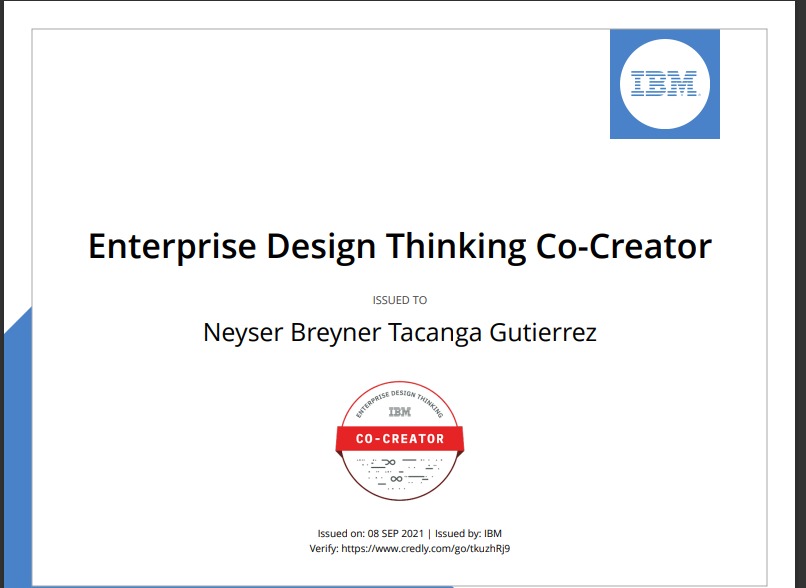 IBM
Enterprise Design Thinking Co-Creator
ISSUED TO
Neyser Breyner Tacanga Gutierrez
ENTERPRISE DESIGN THINKING
IBM
CO-CREATOR
Issued on: 08 SEP 2021 | Issued by: IBM
Verify: https://www.credly.com/go/tkuzhRj9